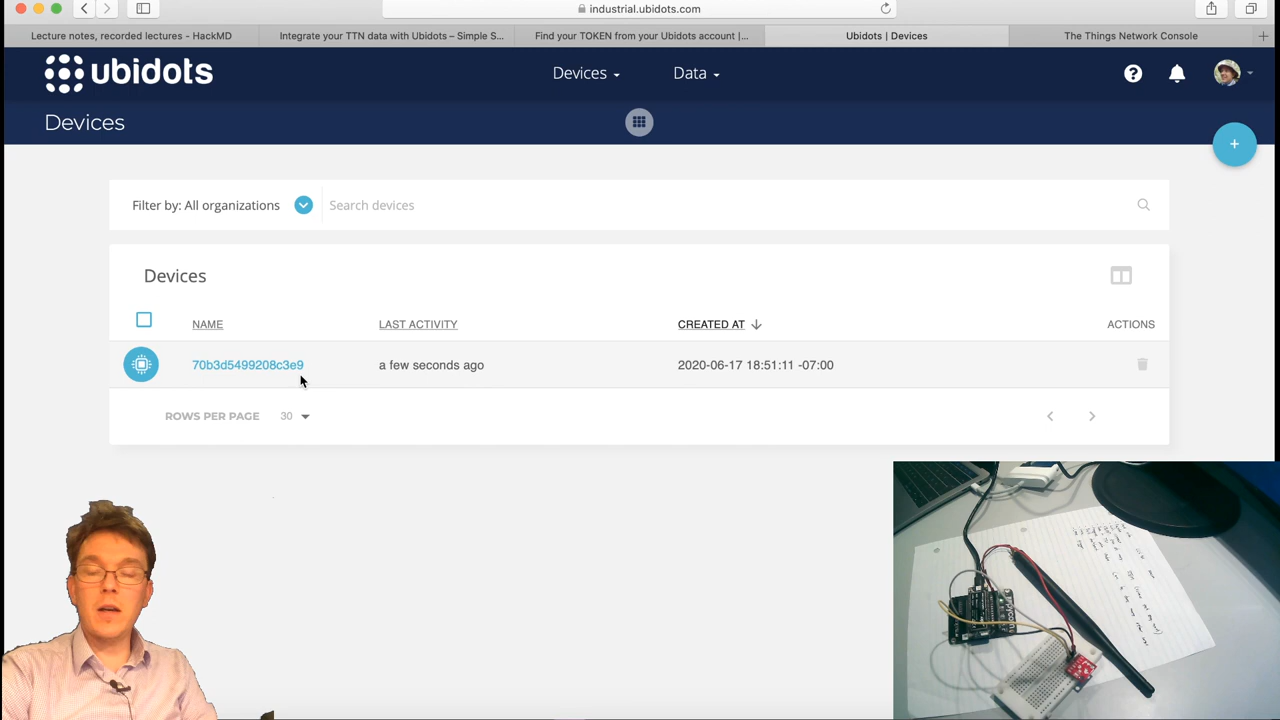 industrial.ubidots.com
Lecture notes, recorded lectures - HackMD
Integrate your TTN data with Ubidots – Simple S...
Find your TOKEN from your Ubidots account |...
Ubidots | Devices
The Things Network Console
ubidots
Devices
Data
Devices
Filter by: All organizations
Search devices
Devices
NAME
LAST ACTIVITY
CREATED AT
ACTIONS
70b3d5499208c3e9
a few seconds ago
2020-06-17 18:51:11 -07:00
ROWS PER PAGE
30